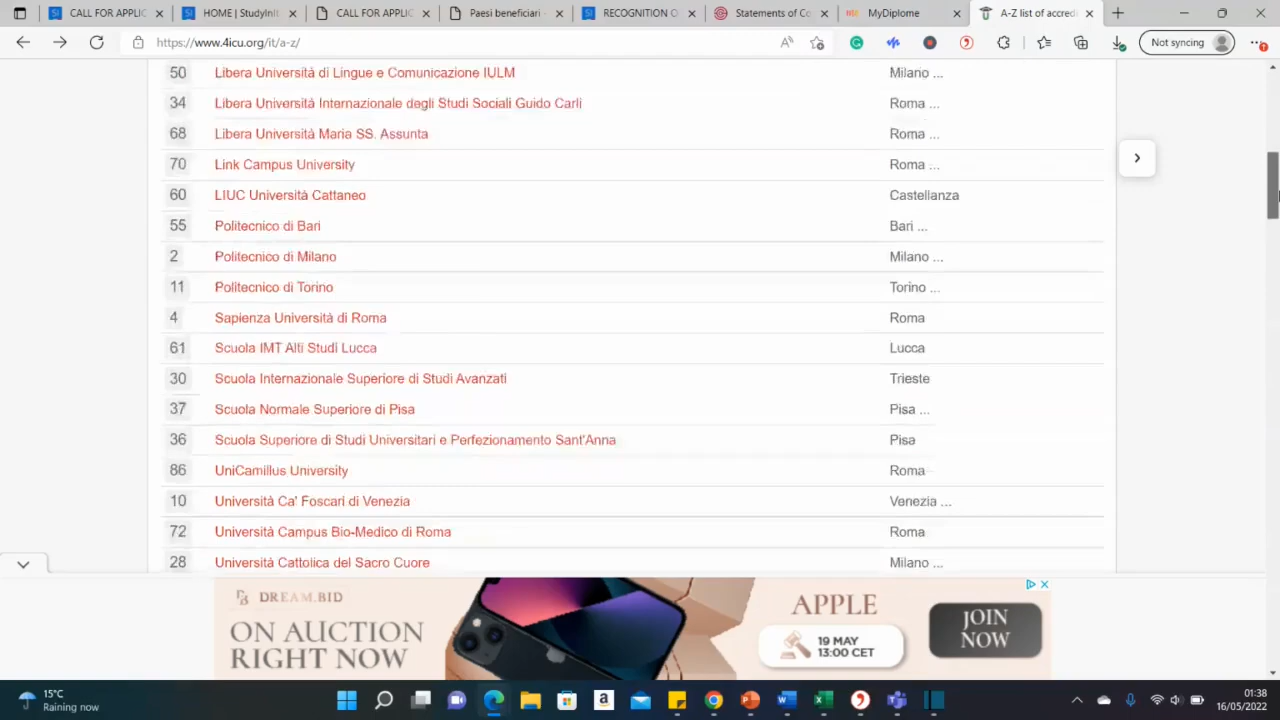 CALL FOR APPLIC
HOME | StudyInIt
CALL FOR APPLIC
Paesi beneficiari -
RECOGNITION O
Statements of Co
MyDiplome
A-Z list of accredi
https://www.4icu.org/it/a-z/
Not syncing
50 Libera Università di Lingue e Comunicazione IULM Milano ...
34 Libera Università Internazionale degli Studi Sociali Guido Carli Roma ...
68 Libera Università Maria SS. Assunta Roma ...
70 Link Campus University Roma ...
60 LIUC Università Cattaneo Castellanza
55 Politecnico di Bari Bari ...
2 Politecnico di Milano Milano ...
11 Politecnico di Torino Torino ...
4 Sapienza Università di Roma Roma
61 Scuola IMT Alti Studi Lucca Lucca
30 Scuola Internazionale Superiore di Studi Avanzati Trieste
37 Scuola Normale Superiore di Pisa Pisa ...
36 Scuola Superiore di Studi Universitari e Perfezionamento Sant'Anna Pisa
86 UniCamillus University Roma
10 Università Ca' Foscari di Venezia Venezia ...
72 Università Campus Bio-Medico di Roma Roma
28 Università Cattolica del Sacro Cuore Milano ...
DREAM.BID
ON AUCTION
RIGHT NOW
APPLE
19 MAY
13:00 CET
JOIN
NOW
15°C
Raining now
01:38
16/05/2022